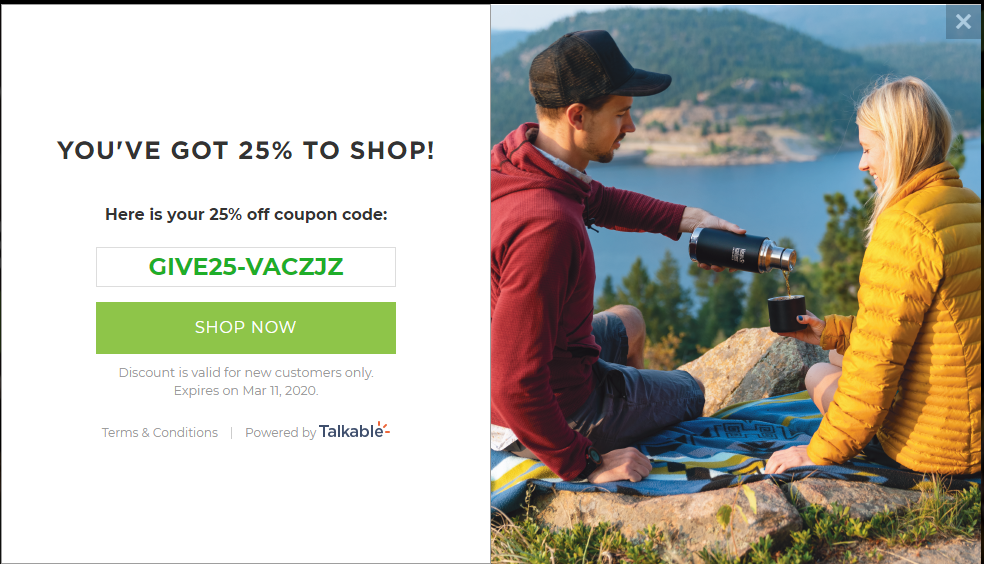 YOU'VE GOT 25% TO SHOP!
Here is your 25% off coupon code:
GIVE25-VACZJZ
SHOP NOW
Discount is valid for new customers only.
Expires on Mar 11, 2020.
Terms & Conditions | Powered by Talkable